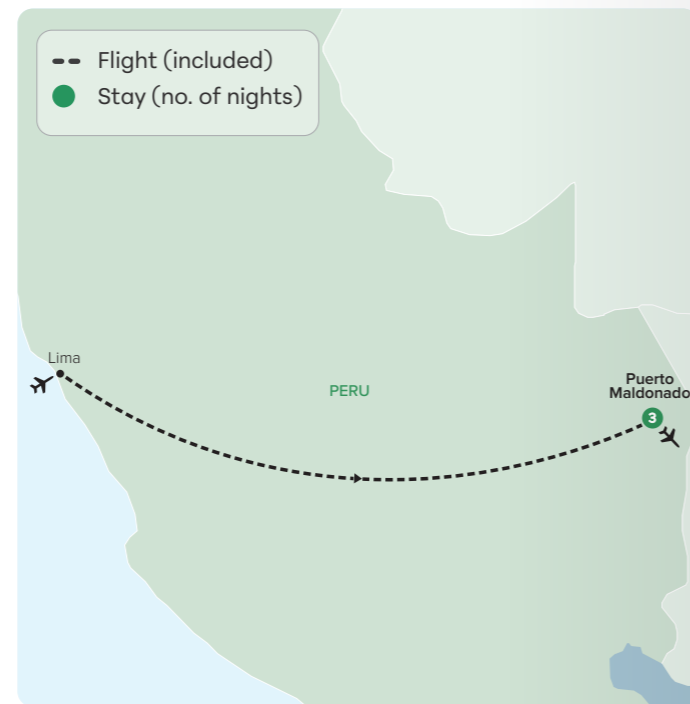 Flight (included)
Stay (no. of nights)
Lima
PERU
Puerto
Maldonado
3